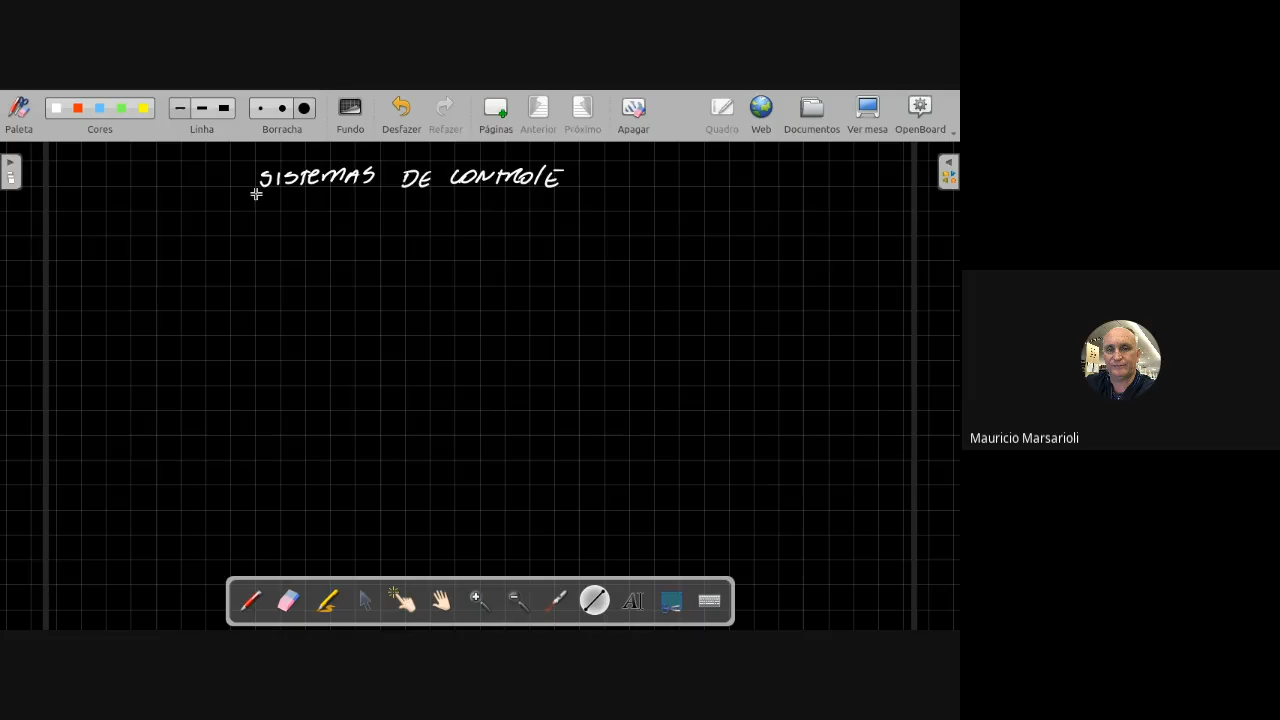 Paleta
Cores
Linha
Borracha
Fundo
Desfazer
Refazer
Páginas
Anterior
Próximo
Apagar
Quadro
Web
Documentos
Ver mesa
OpenBoard
SISTEMAS DE CONTROLE
Mauricio Marsarioli
AI